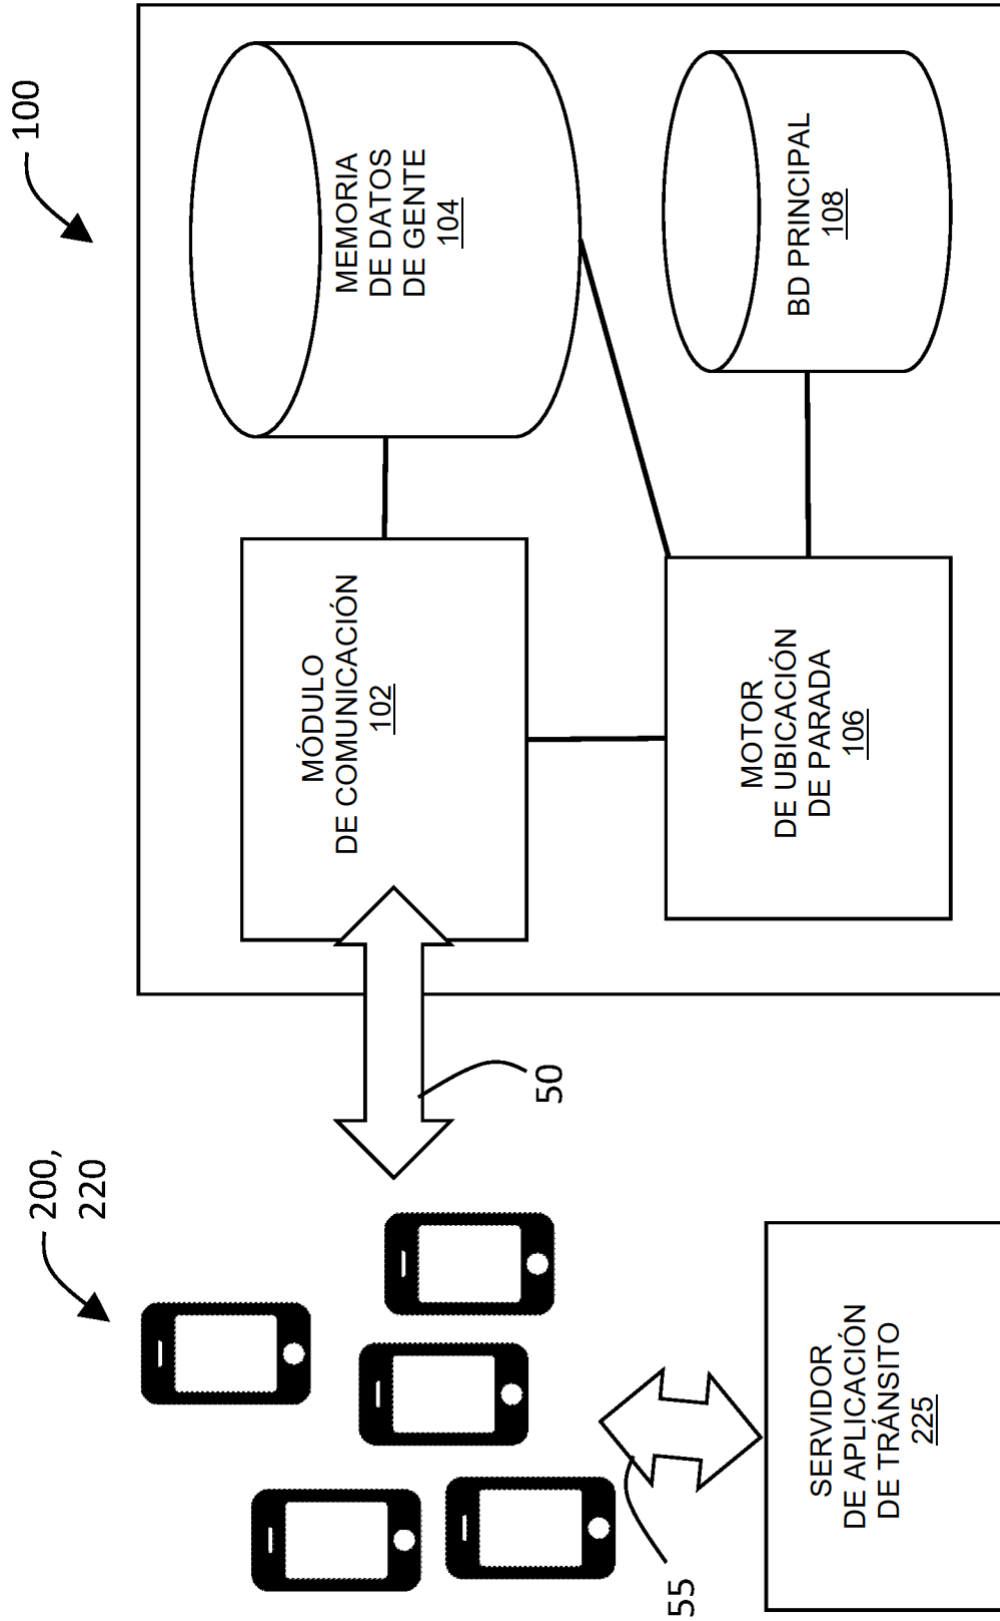 100
200,
220
MÓDULO
DE COMUNICACIÓN
102
MEMORIA
DE DATOS
DE GENTE
104
50
55
SERVIDOR
DE APLICACIÓN
DE TRÁNSITO
225
MOTOR
DE UBICACIÓN
DE PARADA
106
BD PRINCIPAL
108